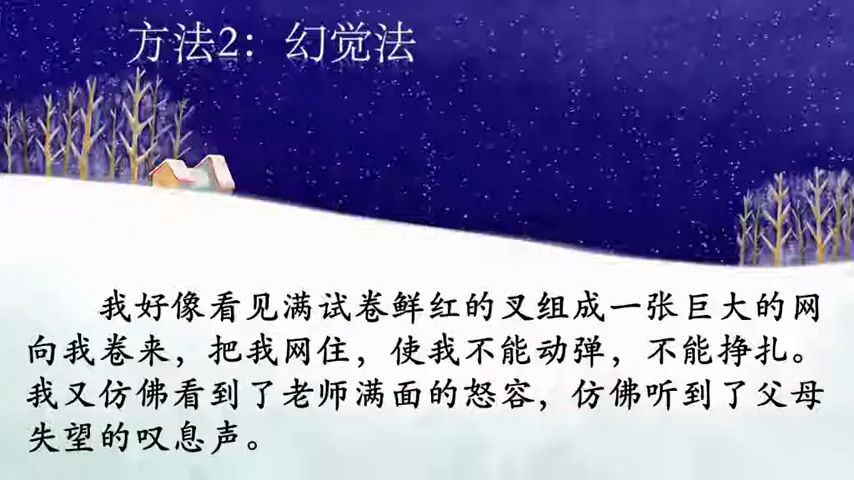 方法2：幻觉法
我好像看见满试卷鲜红的叉组成一张巨大的网
向我卷来，把我网住，使我不能动弹，不能挣扎。
我又仿佛看到了老师满面的怒容，仿佛听到了父母
失望的叹息声。